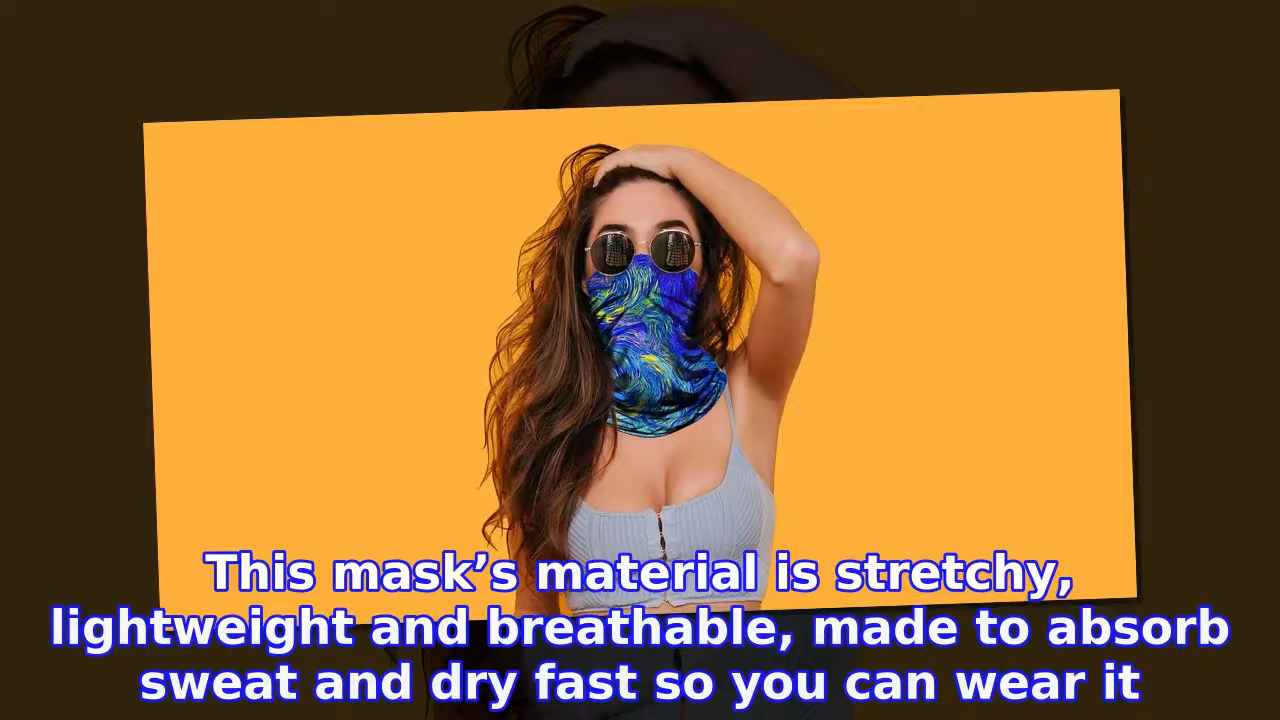 This mask’s material is stretchy,
lightweight and breathable, made to absorb
sweat and dry fast so you can wear it